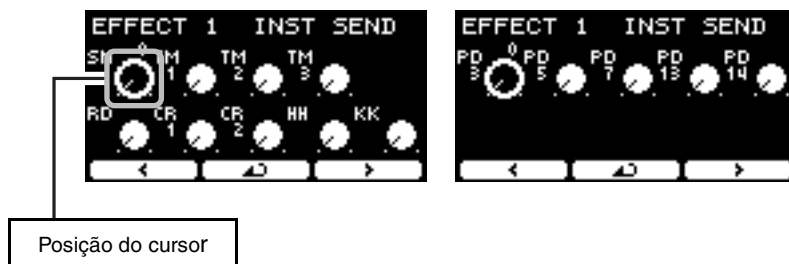 EFFECT 1 INST SEND
0
SN TM 1 TM 2 TM 3
RD CR 1 CR 2 HH KK
< >
EFFECT 1 INST SEND
0
PD 3 PD 5 PD 7 PD 13 PD 14
< >
Posição do cursor